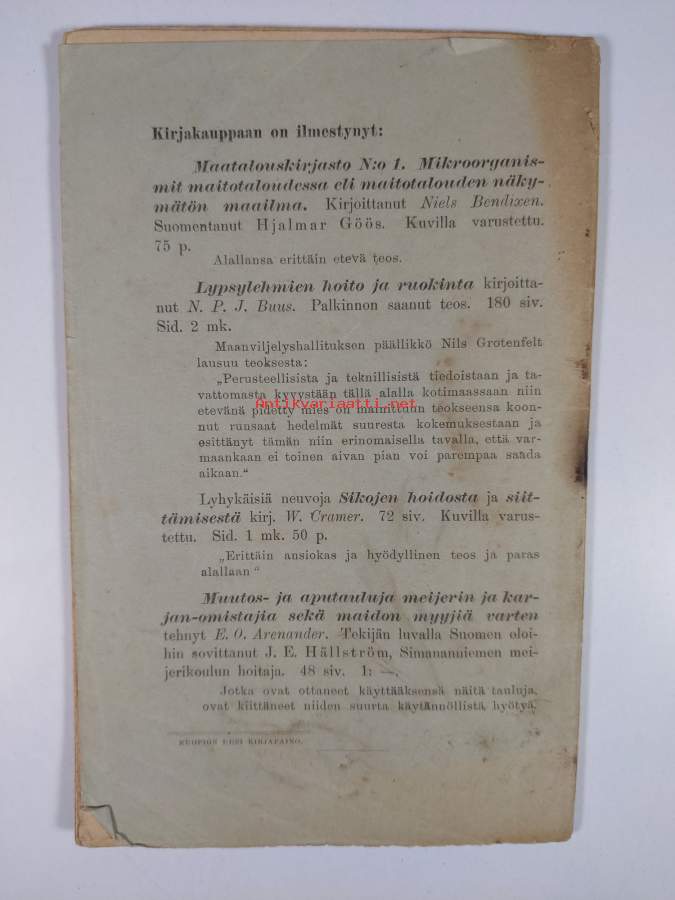 Kirjakauppaan on ilmestynyt:
Maatalouskirjasto N:o 1. Mikroorganis-
mit maitotaloudessa eli maitotalouden näky-
mätön maailma. Kirjoittanut Niels Bendixen.
Suomentanut Hjalmar Göös. Kuvilla varustettu.
75 p.
Alallansa erittäin etevä teos.
Lypsylehmien hoito ja ruokinta kirjoitta-
nut N. P. J. Buus. Palkinnon saanut teos. 180 siv.
Sid. 2 mk.
Maanviljelyshallituksen päällikkö Nils Grotenfelt
lausuu teoksesta:
„Perusteellisista ja teknillisistä tiedoistaan ja ta-
vattomasta kyvystään tällä alalla kotimaassaan niin
Antikvariaatti.net
etevänä pidetty mies on mainittuun teokseensa koon-
nut runsaat hedelmät suuresta kokemuksestaan ja
esittänyt tämän niin erinomaisella tavalla, että var-
maankaan ei toinen aivan pian voi parempaa saada
aikaan.“
Lyhykäisiä neuvoja Sikojen hoidosta ja siit-
tämisestä kirj. W. Cramer. 72 siv. Kuvilla varus-
tettu. Sid. 1 mk. 50 p.
„Erittäin ansiokas ja hyödyllinen teos ja paras
alallaan“
Muutos- ja aputauluja meijerin ja kar-
jan-omistajia sekä maidon myyjiä varten
tehnyt E. O. Arenander. Tekijän luvalla Suomen oloi-
hin sovittanut J. E. Hällström, Simananniemen mei-
jerikoulun hoitaja. 48 siv. 1: —.
Jotka ovat ottaneet käyttääksensä näitä tauluja,
ovat kiittäneet niiden suurta käytännöllistä hyötyä.
KUOPION UUSI KIRJAPAINO.